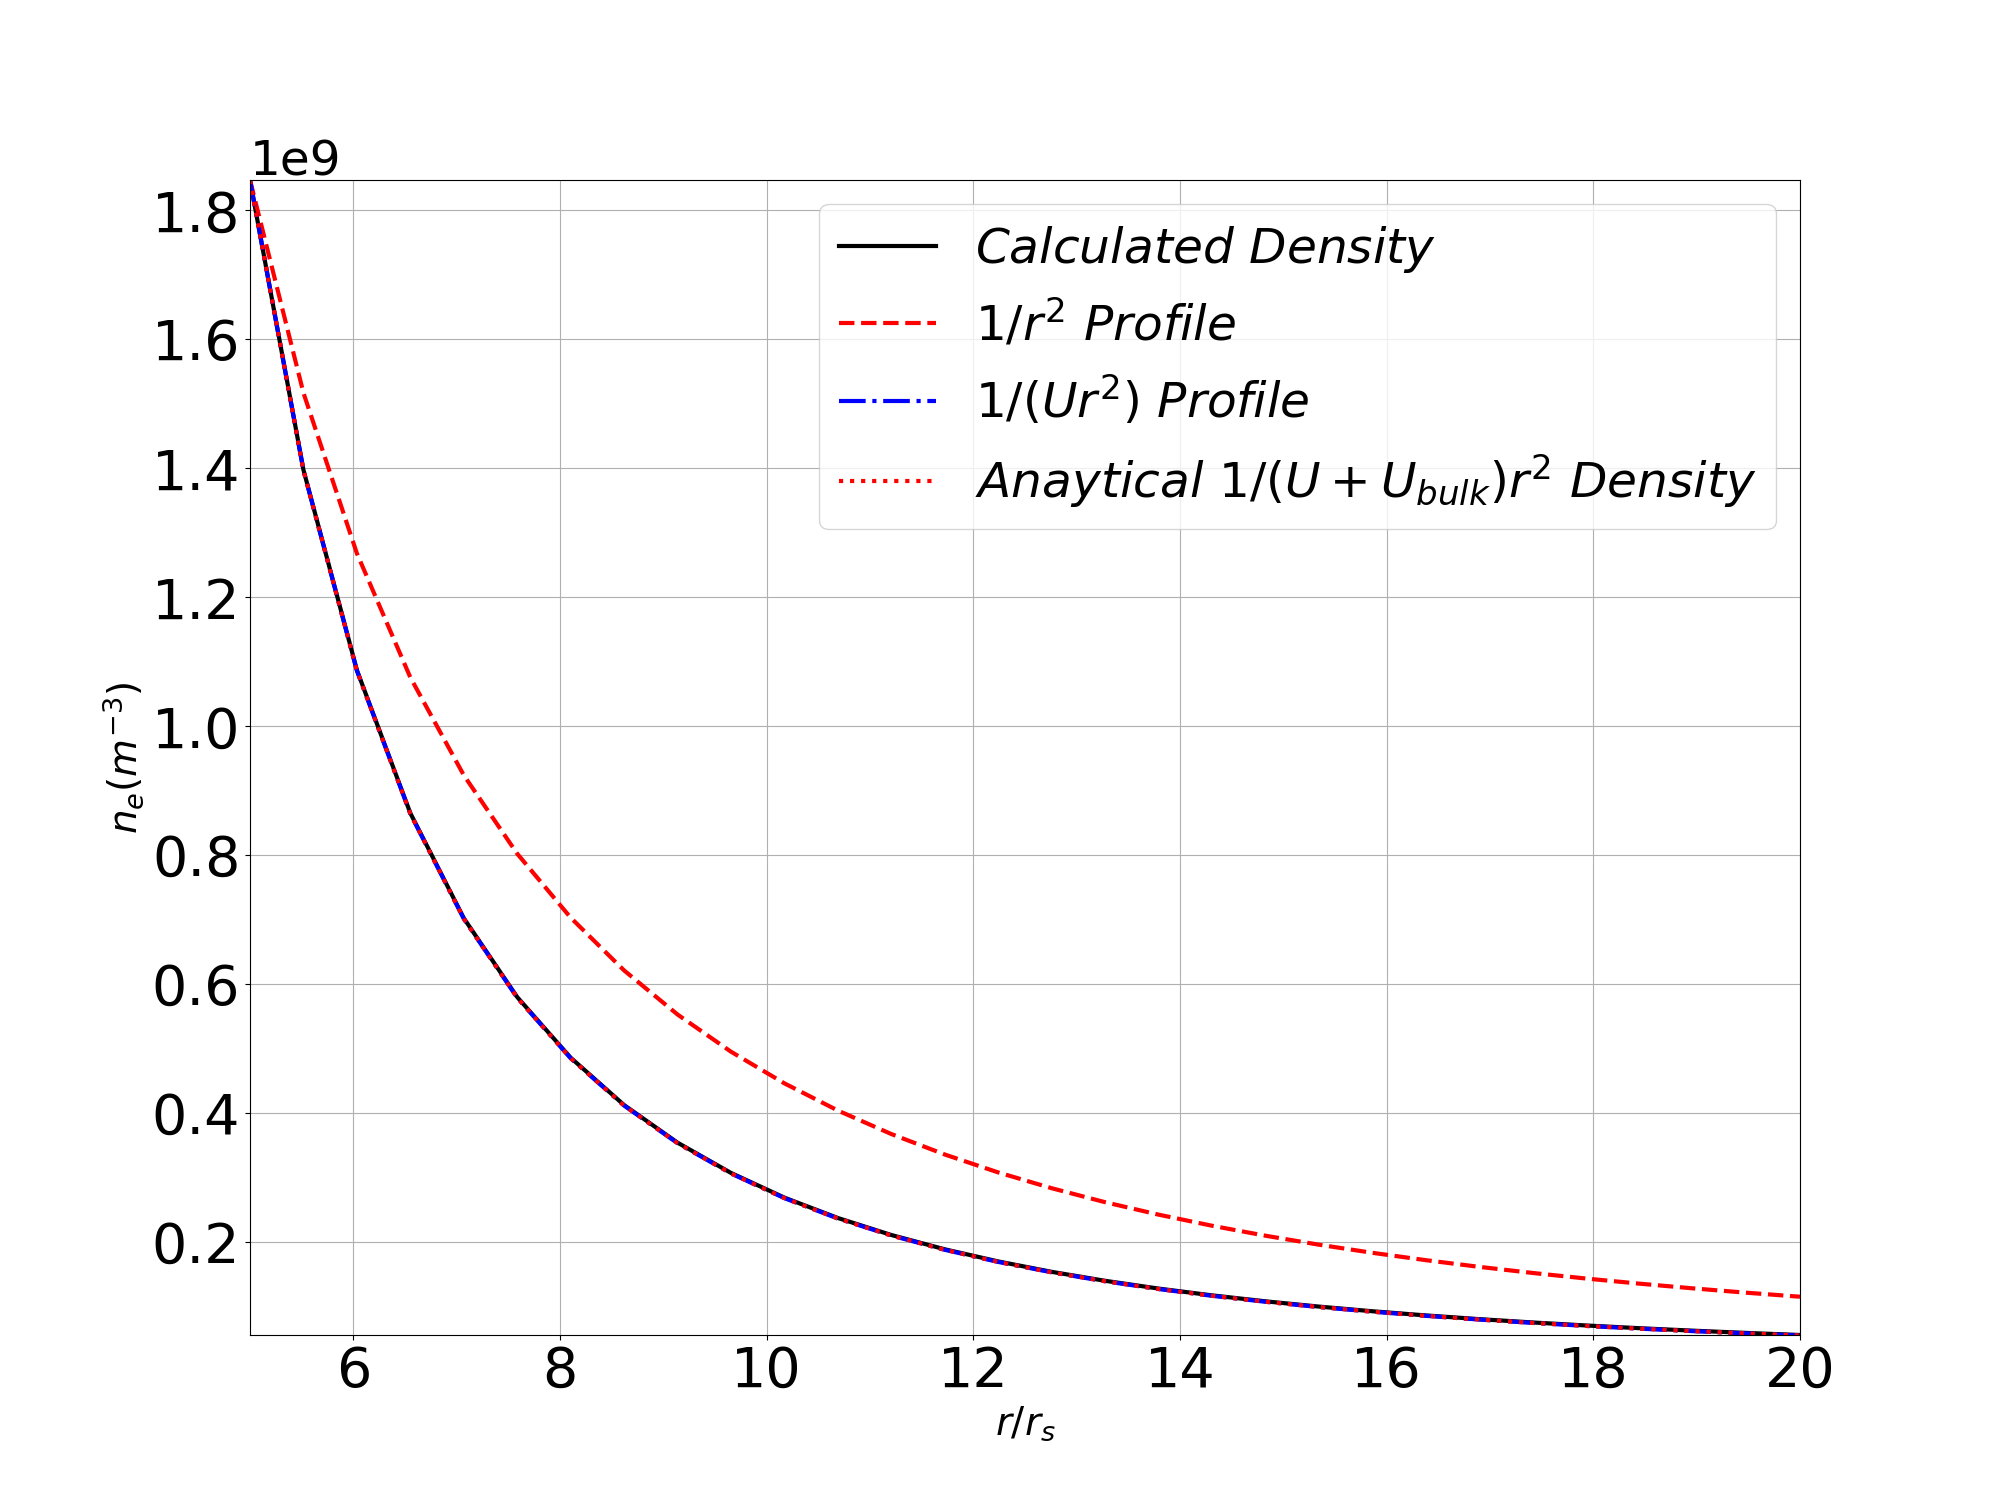 1e9
1.8
1.6
1.4
1.2
1.0
0.8
0.6
0.4
0.2
n_e(m^{-3})
Calculated Density
1/r^2 Profile
1/(Ur^2) Profile
Anaytical 1/(U + U_{bulk})r^2 Density
6 8 10 12 14 16 18 20
r/r_s